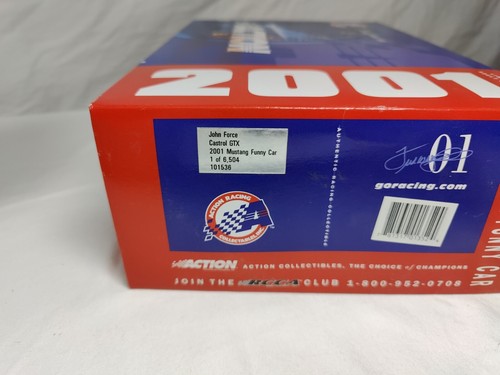 2001
John Force
Castrol GTX
2001 Mustang Funny Car
1 of 6,504
101536
AUTHENTIC RACING COLLECTIBLE
01
goracing.com
ACTION RACING
COLLECTABLES, INC.
ACTION ACTION COLLECTIBLES, THE CHOICE of CHAMPIONS
JOIN THE RCCA CLUB 1-800-952-0708
CAR